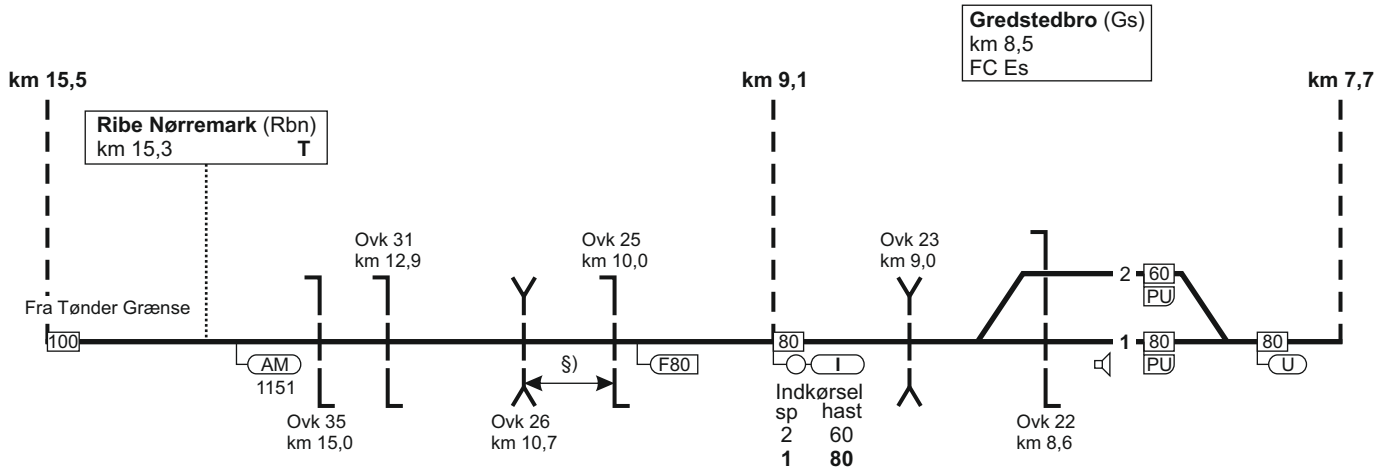 Gredstedbro (Gs)
km 8,5
FC Es
km 15,5
km 9,1
km 7,7
Ribe Nørremark (Rbn)
km 15,3 T
Ovk 31
km 12,9
Ovk 25
km 10,0
Ovk 23
km 9,0
2
60
PU
Fra Tønder Grænse
100
80
1
80
PU
80
AM
1151
§)
F80
I
U
Indkørsel
sp hast
2 60
1 80
Ovk 35
km 15,0
Ovk 26
km 10,7
Ovk 22
km 8,6